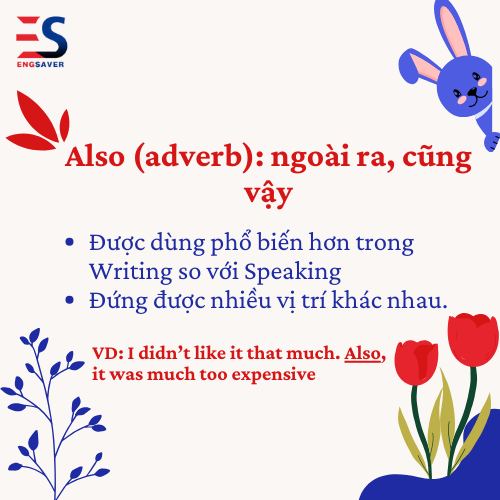 ES
ENGSAVER
Also (adverb): ngoài ra, cũng
vậy
• Được dùng phổ biến hơn trong
Writing so với Speaking
• Đứng được nhiều vị trí khác nhau.
VD: I didn't like it that much. Also,
it was much too expensive